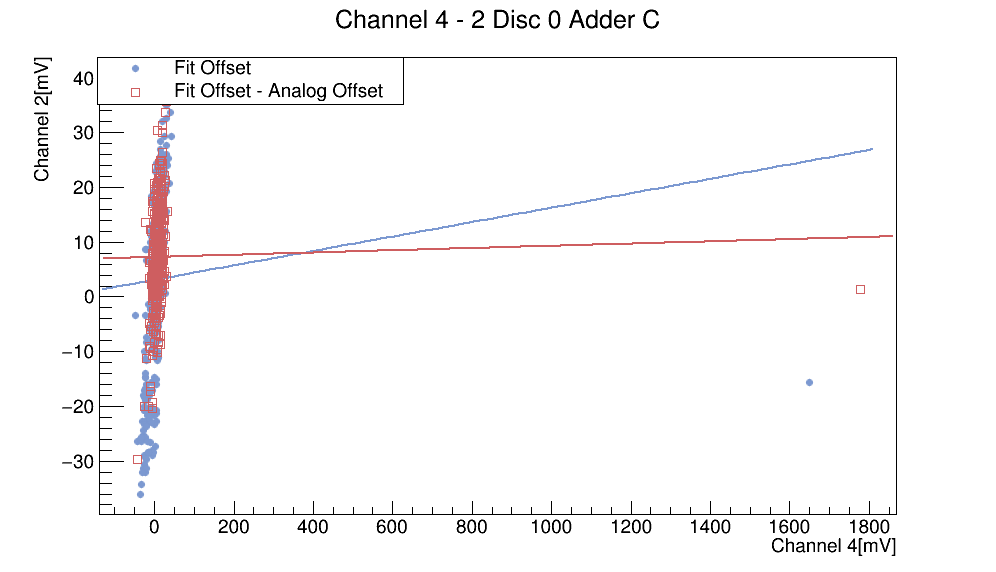 Channel 4 - 2 Disc 0 Adder C
Channel 2[mV]
Fit Offset
Fit Offset - Analog Offset
40
30
20
10
0
−10
−20
−30
0 200 400 600 800 1000 1200 1400 1600 1800
Channel 4[mV]